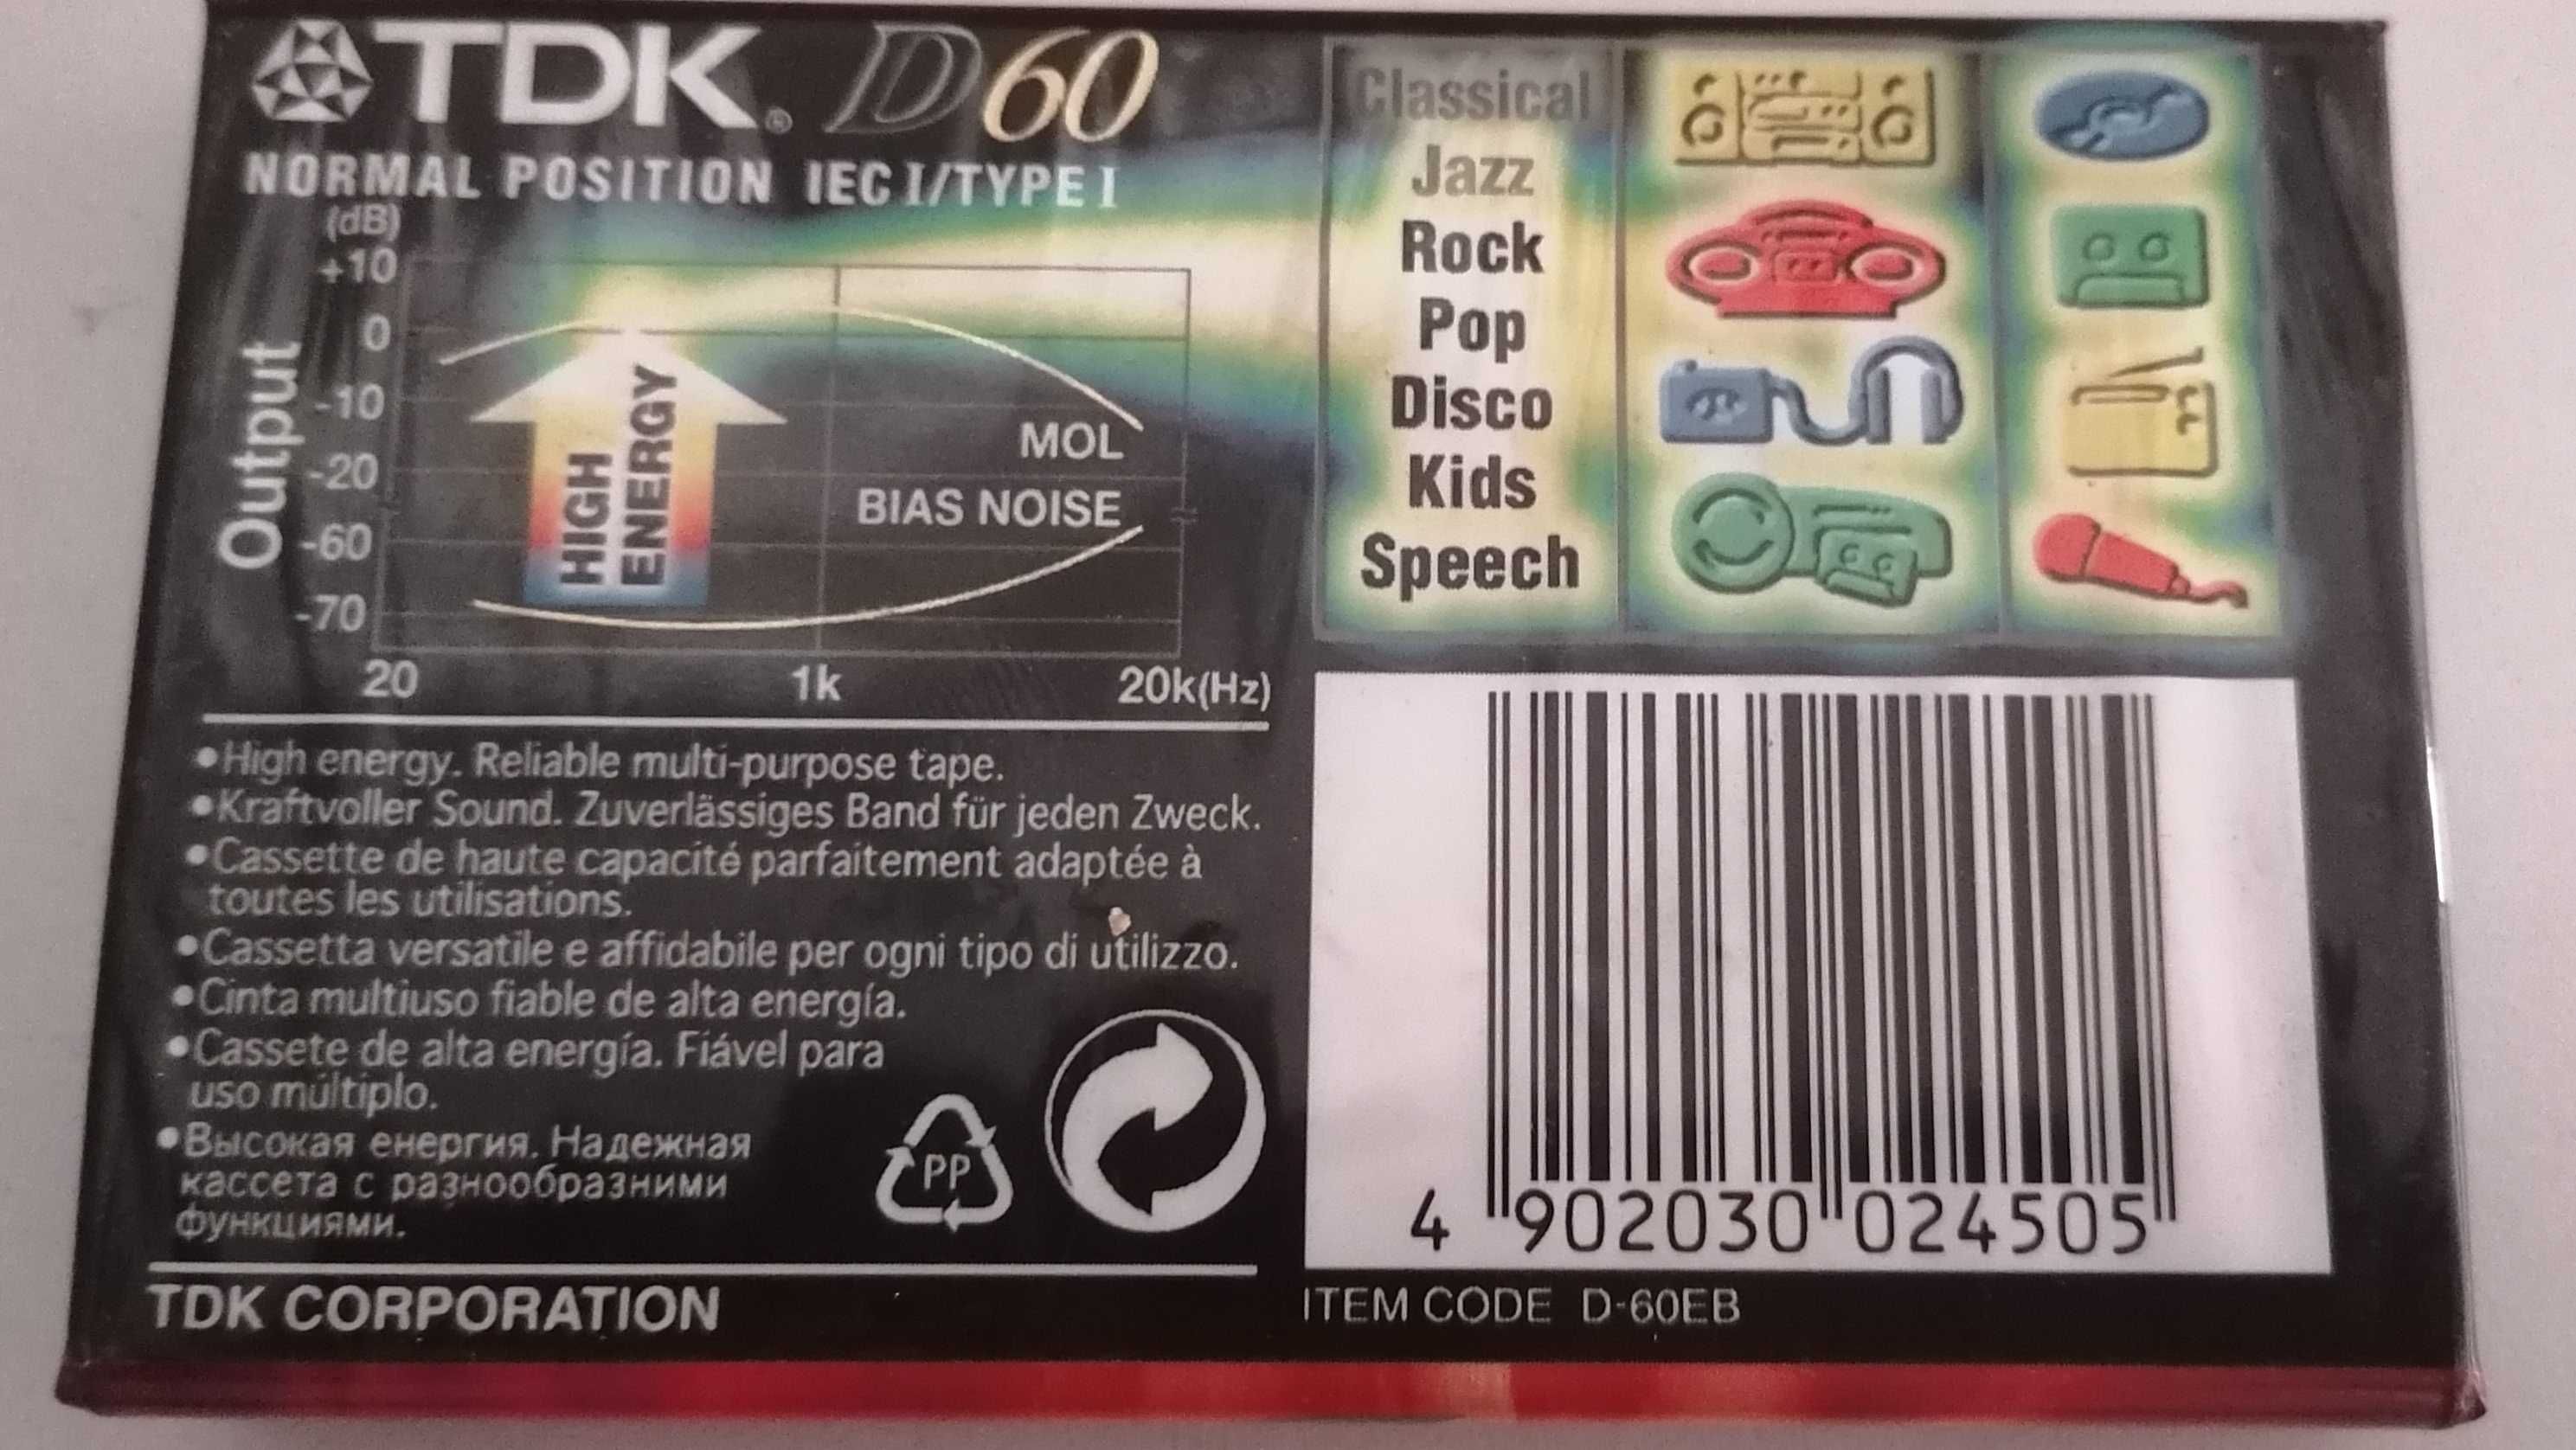 TDK® D60
NORMAL POSITION IEC I/TYPE I
(dB)
+10
0
-10
-20
-60
-70
Output
HIGH
ENERGY
MOL
BIAS NOISE
20 1k 20k(Hz)
Classical
Jazz
Rock
Pop
Disco
Kids
Speech
•High energy. Reliable multi-purpose tape.
•Kraftvoller Sound. Zuverlässiges Band für jeden Zweck.
•Cassette de haute capacité parfaitement adaptée à
toutes les utilisations.
•Cassetta versatile e affidabile per ogni tipo di utilizzo.
•Cinta multiuso fiable de alta energía.
•Cassete de alta energía. Fiável para
uso múltiplo.
•Высокая енергия. Надежная
кассета с разнообразними
функциями.
PP
TDK CORPORATION
4 902030 024505
ITEM CODE D-60EB